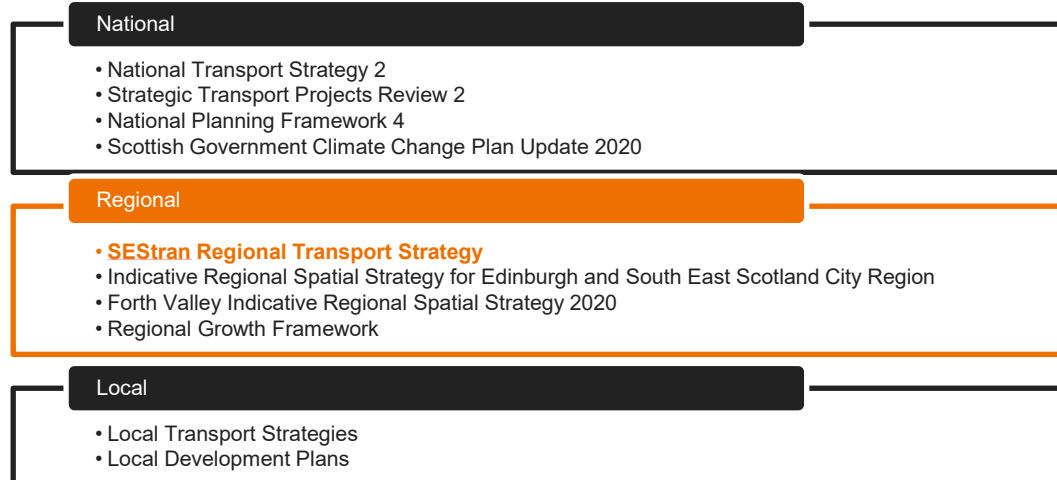 National
• National Transport Strategy 2
• Strategic Transport Projects Review 2
• National Planning Framework 4
• Scottish Government Climate Change Plan Update 2020
Regional
• SEStran Regional Transport Strategy
• Indicative Regional Spatial Strategy for Edinburgh and South East Scotland City Region
• Forth Valley Indicative Regional Spatial Strategy 2020
• Regional Growth Framework
Local
• Local Transport Strategies
• Local Development Plans